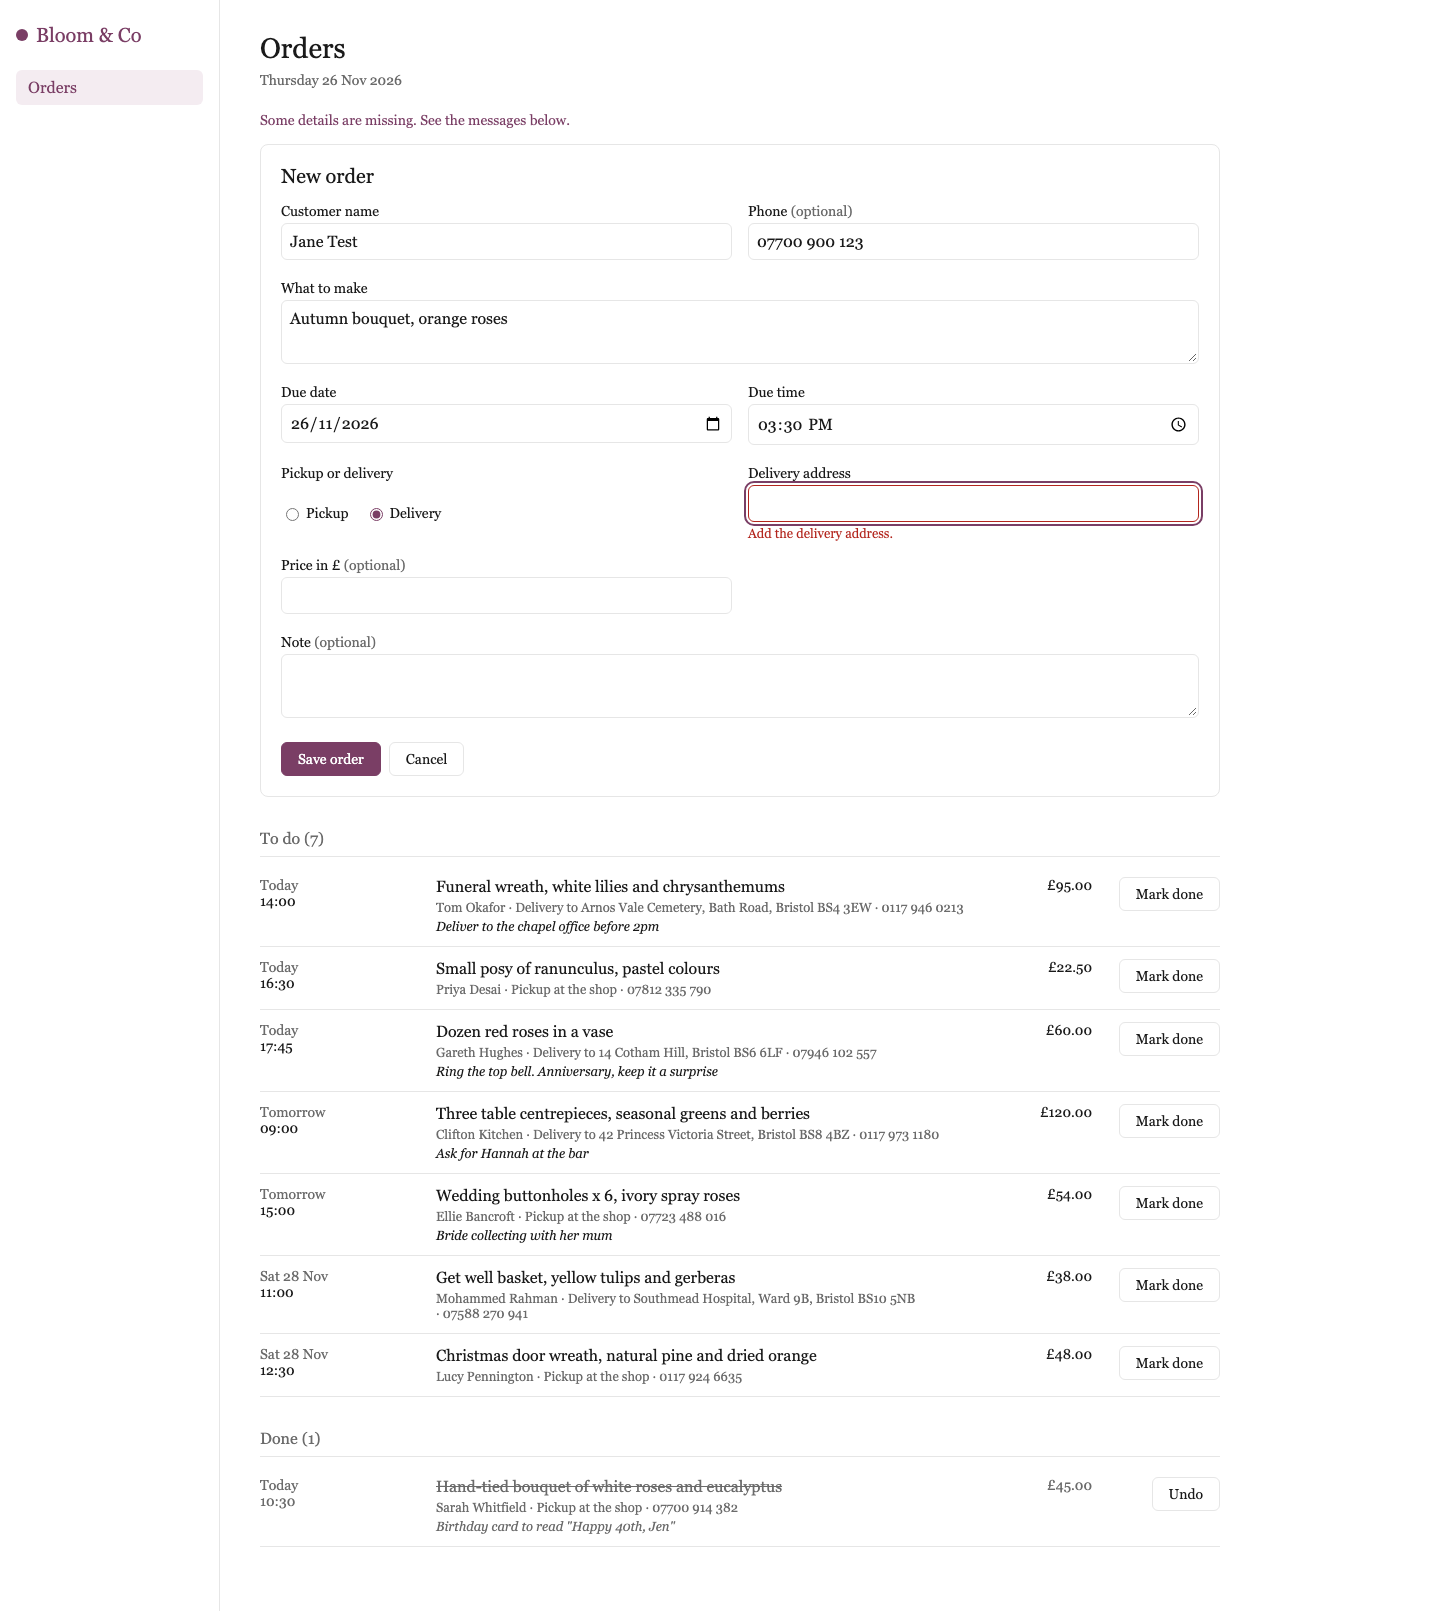 Bloom & Co
Orders
Orders
Thursday 26 Nov 2026
Some details are missing. See the messages below.
New order
Customer name
Phone (optional)
Jane Test
07700 900 123
What to make
Autumn bouquet, orange roses
Due date
Due time
26/11/2026
03:30 PM
Pickup or delivery
Delivery address
Pickup
Delivery
Add the delivery address.
Price in £ (optional)
Note (optional)
Save order
Cancel
To do (7)
Today
14:00
Funeral wreath, white lilies and chrysanthemums
Tom Okafor · Delivery to Arnos Vale Cemetery, Bath Road, Bristol BS4 3EW · 0117 946 0213
Deliver to the chapel office before 2pm
£95.00
Mark done
Today
16:30
Small posy of ranunculus, pastel colours
Priya Desai · Pickup at the shop · 07812 335 790
£22.50
Mark done
Today
17:45
Dozen red roses in a vase
Gareth Hughes · Delivery to 14 Cotham Hill, Bristol BS6 6LF · 07946 102 557
Ring the top bell. Anniversary, keep it a surprise
£60.00
Mark done
Tomorrow
09:00
Three table centrepieces, seasonal greens and berries
Clifton Kitchen · Delivery to 42 Princess Victoria Street, Bristol BS8 4BZ · 0117 973 1180
Ask for Hannah at the bar
£120.00
Mark done
Tomorrow
15:00
Wedding buttonholes x 6, ivory spray roses
Ellie Bancroft · Pickup at the shop · 07723 488 016
Bride collecting with her mum
£54.00
Mark done
Sat 28 Nov
11:00
Get well basket, yellow tulips and gerberas
Mohammed Rahman · Delivery to Southmead Hospital, Ward 9B, Bristol BS10 5NB
· 07588 270 941
£38.00
Mark done
Sat 28 Nov
12:30
Christmas door wreath, natural pine and dried orange
Lucy Pennington · Pickup at the shop · 0117 924 6635
£48.00
Mark done
Done (1)
Today
10:30
Hand-tied bouquet of white roses and eucalyptus
Sarah Whitfield · Pickup at the shop · 07700 914 382
Birthday card to read "Happy 40th, Jen"
£45.00
Undo